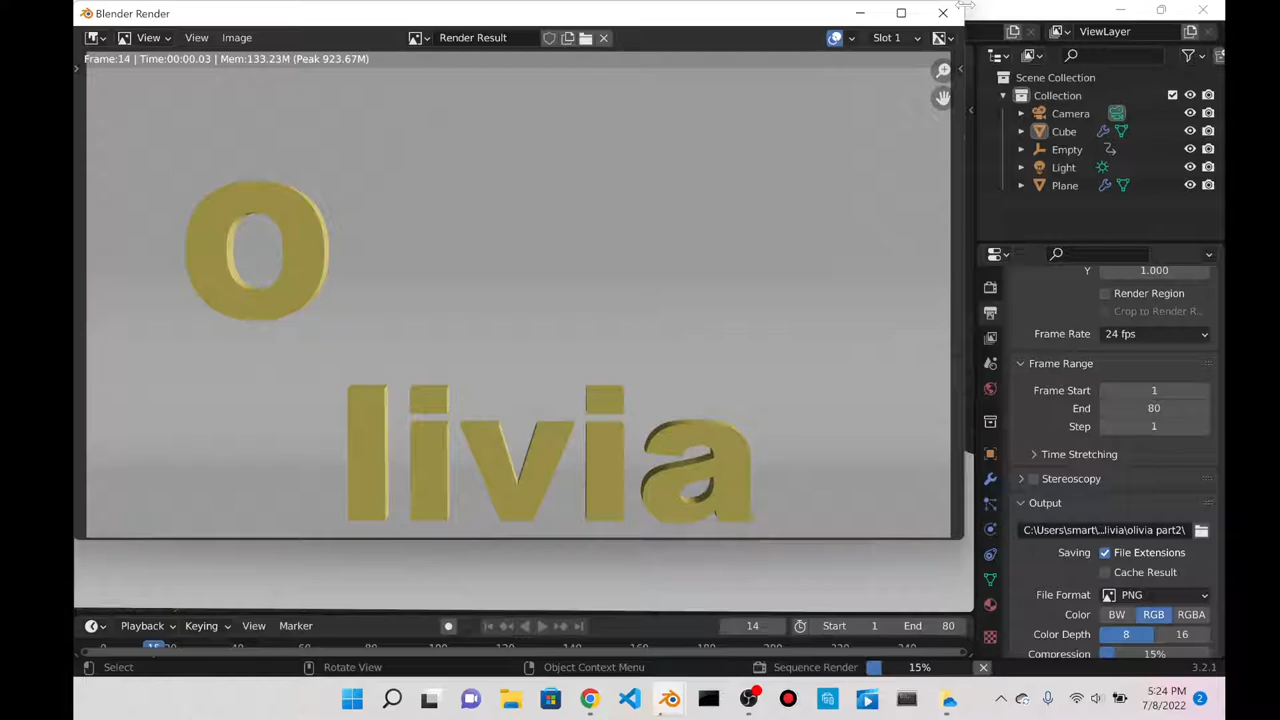 Blender Render
View
View
Image
Render Result
Slot 1
Frame:14 | Time:00:00.03 | Mem:133.23M (Peak 923.67M)
o
livia
ViewLayer
Scene Collection
Collection
Camera
Cube
Empty
Light
Plane
Y 1.000
Render Region
Crop to Render R...
Frame Rate 24 fps
Frame Range
Frame Start 1
End 80
Step 1
Time Stretching
Stereoscopy
Output
C:\Users\smart\...livia\olivia part2\
Saving File Extensions
Cache Result
File Format PNG
Color BW RGB RGBA
Color Depth 8 16
Compression 15%
Playback Keying View Marker
14 Start 1 End 80
Select Rotate View Object Context Menu Sequence Render 15% 3.2.1
5:24 PM
7/8/2022
2